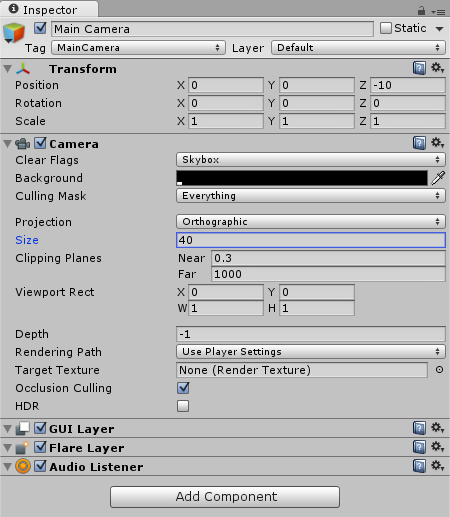 Inspector
Main Camera Static
Tag MainCamera Layer Default
Transform
Position X 0 Y 0 Z -10
Rotation X 0 Y 0 Z 0
Scale X 1 Y 1 Z 1
Camera
Clear Flags Skybox
Background
Culling Mask Everything
Projection Orthographic
Size 40
Clipping Planes Near 0.3
Far 1000
Viewport Rect X 0 Y 0
W 1 H 1
Depth -1
Rendering Path Use Player Settings
Target Texture None (Render Texture)
Occlusion Culling
HDR
GUI Layer
Flare Layer
Audio Listener
Add Component